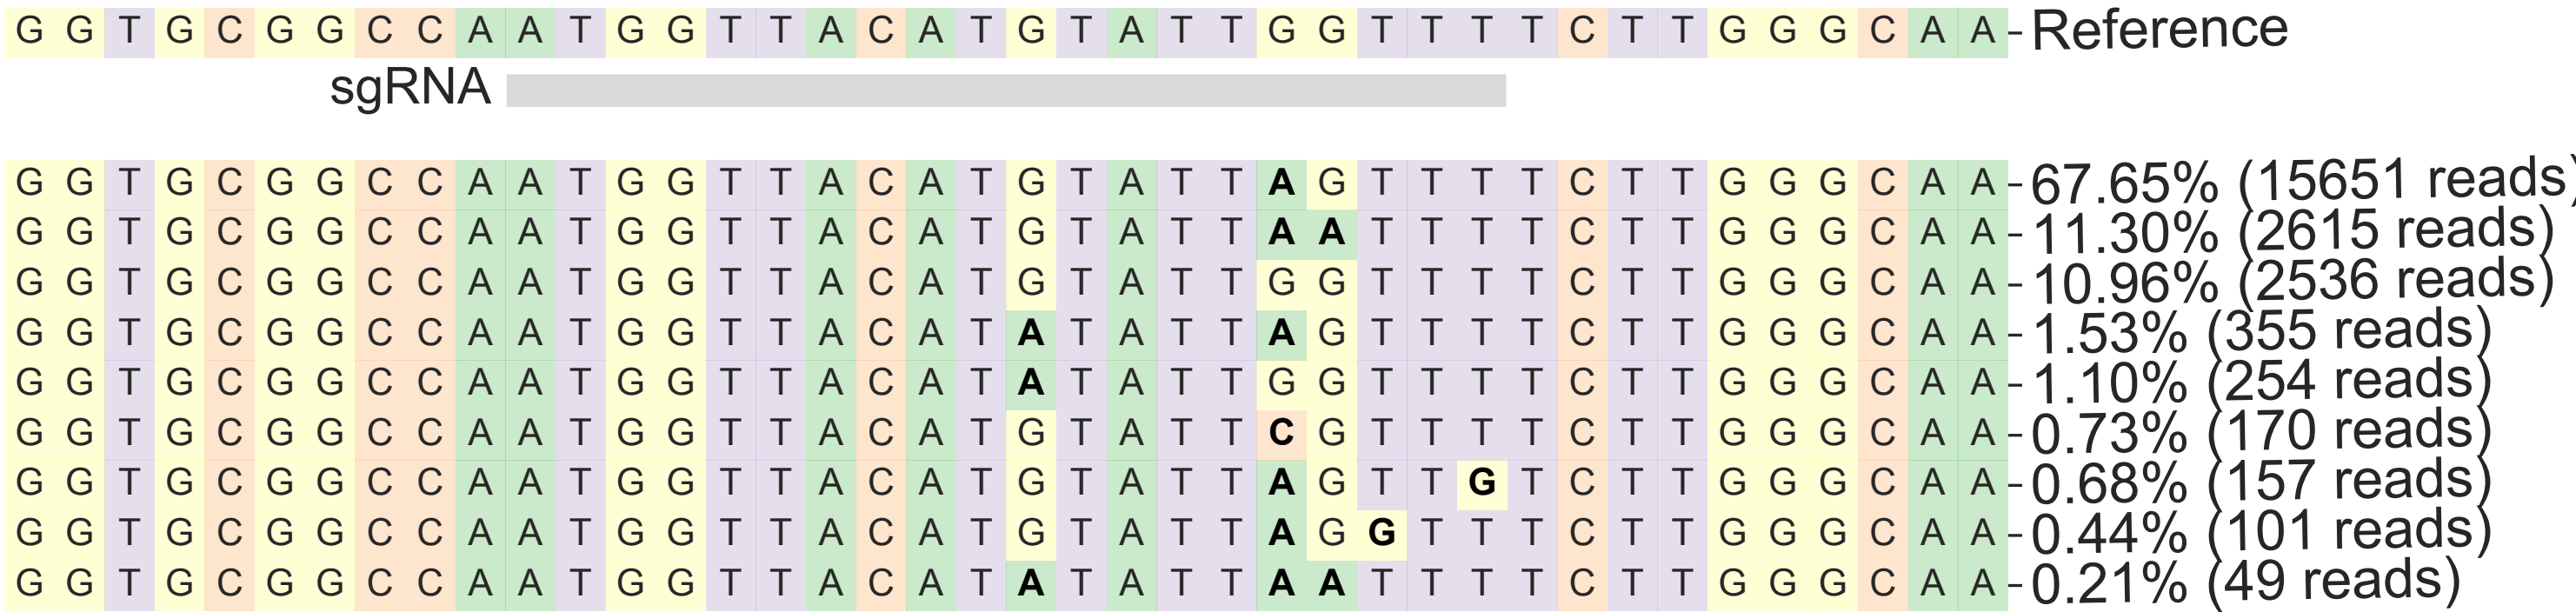 G G T G C G G C C A A T G G T T A C A T G T A T T G G T T T T C T T G G G C A A - Reference
sgRNA
G G T G C G G C C A A T G G T T A C A T G T A T T A G T T T T C T T G G G C A A - 67.65% (15651 reads)
G G T G C G G C C A A T G G T T A C A T G T A T T A A T T T T C T T G G G C A A - 11.30% (2615 reads)
G G T G C G G C C A A T G G T T A C A T G T A T T G G T T T T C T T G G G C A A - 10.96% (2536 reads)
G G T G C G G C C A A T G G T T A C A T A T A T T A G T T T T C T T G G G C A A - 1.53% (355 reads)
G G T G C G G C C A A T G G T T A C A T A T A T T G G T T T T C T T G G G C A A - 1.10% (254 reads)
G G T G C G G C C A A T G G T T A C A T G T A T T C G T T T T C T T G G G C A A - 0.73% (170 reads)
G G T G C G G C C A A T G G T T A C A T G T A T T A G T T G T C T T G G G C A A - 0.68% (157 reads)
G G T G C G G C C A A T G G T T A C A T G T A T T A G G T T T C T T G G G C A A - 0.44% (101 reads)
G G T G C G G C C A A T G G T T A C A T A T A T T A A T T T T C T T G G G C A A - 0.21% (49 reads)